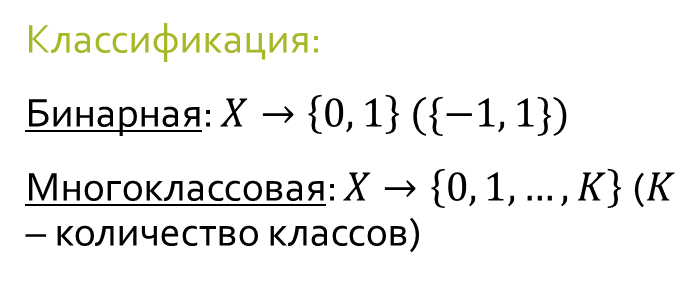 Классификация:
Бинарная: X → {0, 1} ({−1, 1})
Многоклассовая: X → {0, 1, … , K} (K
– количество классов)